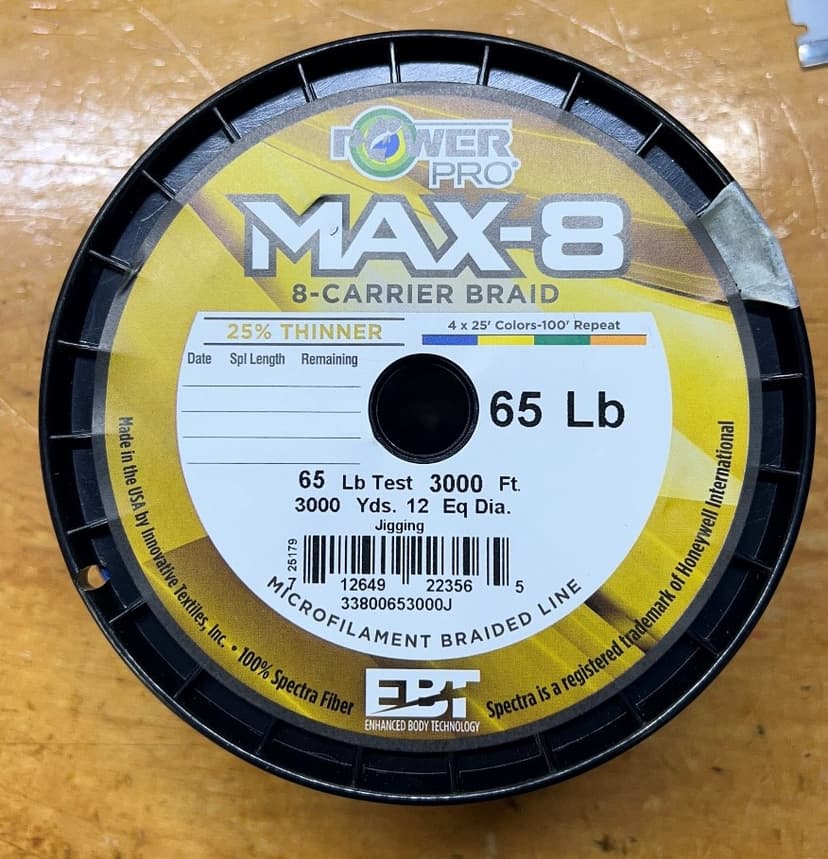 POWER
PRO®
MAX-8
8-CARRIER BRAID
25% THINNER
4 x 25' Colors-100' Repeat
Date Spl Length Remaining
65 Lb
65 Lb Test 3000 Ft.
3000 Yds. 12 Eq Dia.
Jigging
25179
7 12649 22356 5
33800653000J
MICROFILAMENT BRAIDED LINE
Made in the USA by Innovative Textiles, Inc. • 100% Spectra Fiber
EBT
ENHANCED BODY TECHNOLOGY
Spectra is a registered trademark of Honeywell International